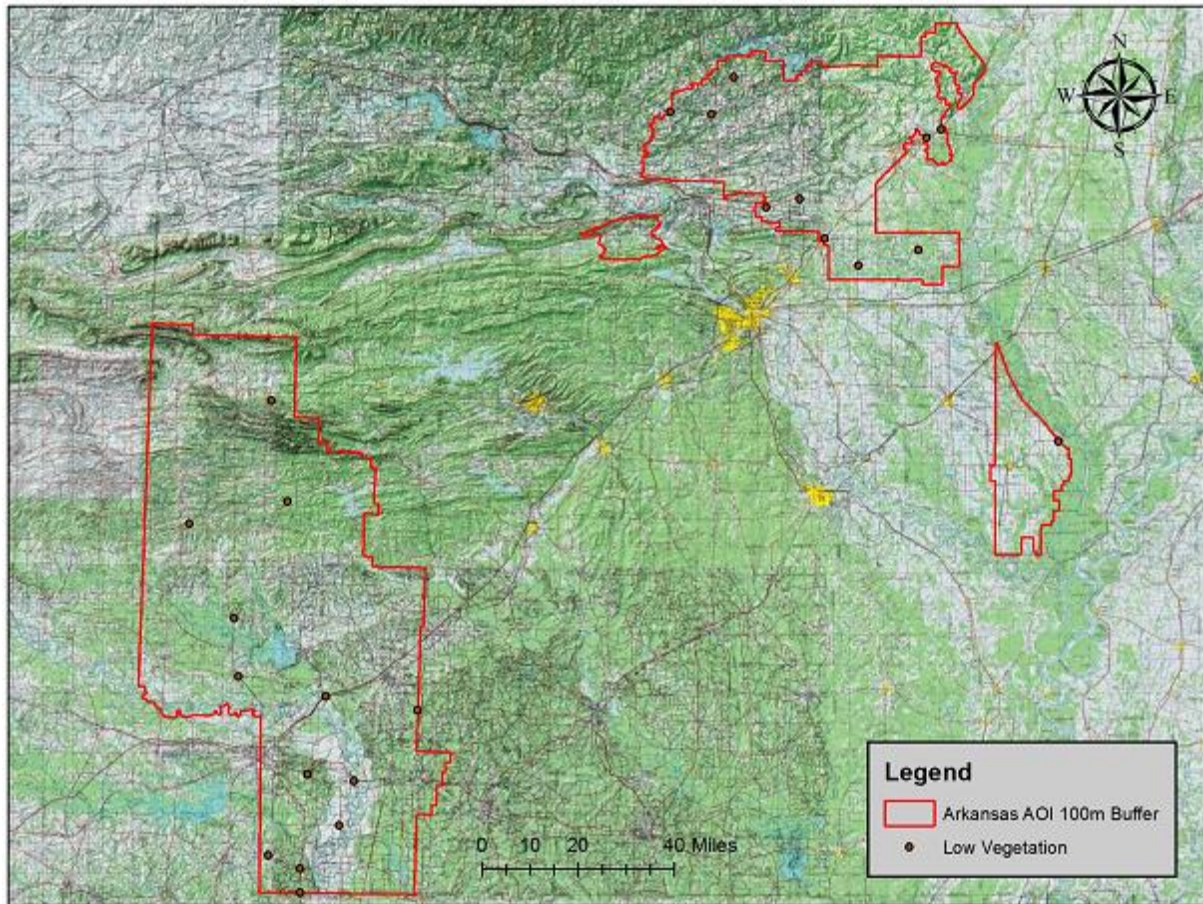 N
W E
S
Legend
Arkansas AOI 100m Buffer
Low Vegetation
0 10 20 40 Miles